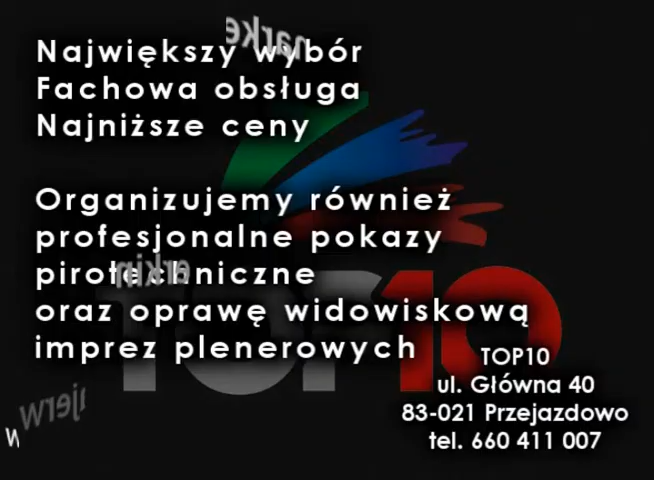 Największy wybór
Fachowa obsługa
Najniższe ceny
Organizujemy również
profesjonalne pokazy
pirotechniczne
oraz oprawę widowiskową
imprez plenerowych
TOP10
TOP10
ul. Główna 40
83-021 Przejazdowo
tel. 660 411 007